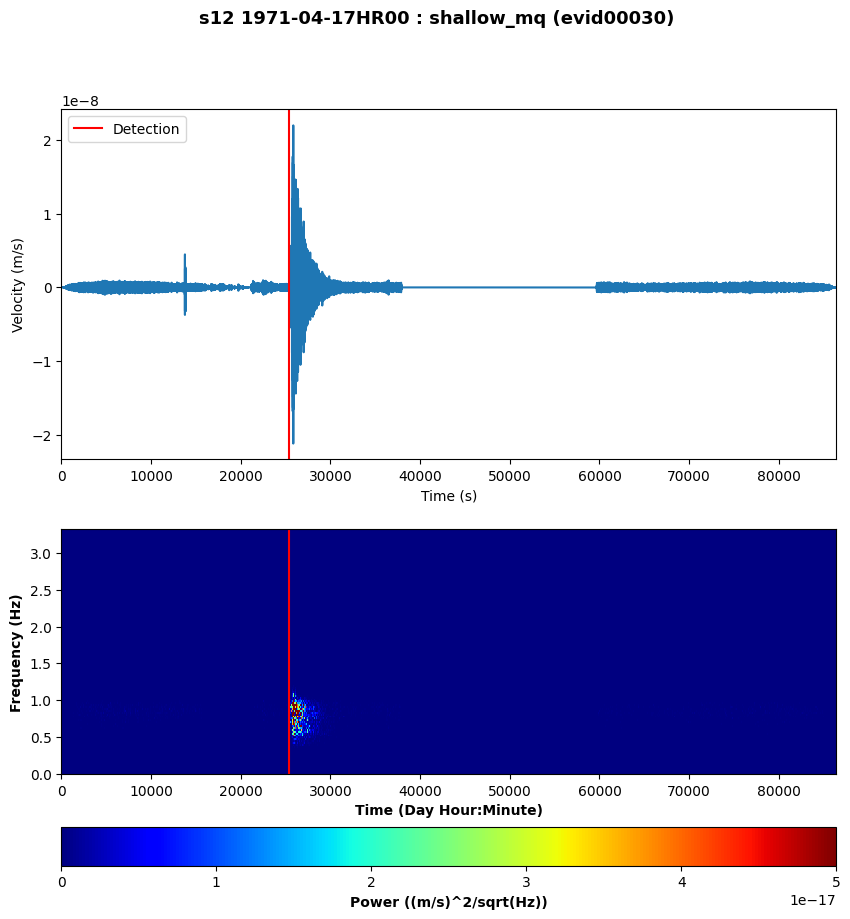 s12 1971-04-17HR00 : shallow_mq (evid00030)
1e−8
Detection
2
1
0
−1
−2
Velocity (m/s)
0 10000 20000 30000 40000 50000 60000 70000 80000
Time (s)
3.0
2.5
2.0
1.5
1.0
0.5
0.0
Frequency (Hz)
0 10000 20000 30000 40000 50000 60000 70000 80000
Time (Day Hour:Minute)
0 1 2 3 4 5
1e−17
Power ((m/s)^2/sqrt(Hz))